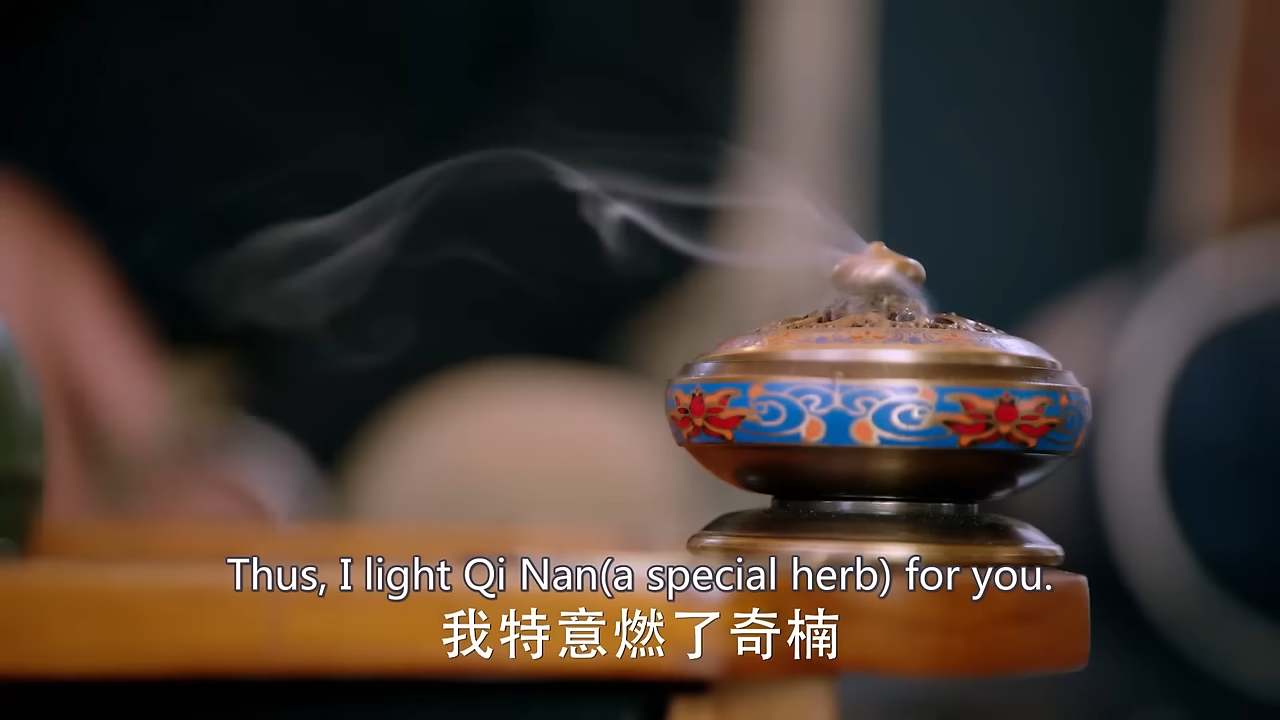 Thus, I light Qi Nan(a special herb) for you.
我特意燃了奇楠